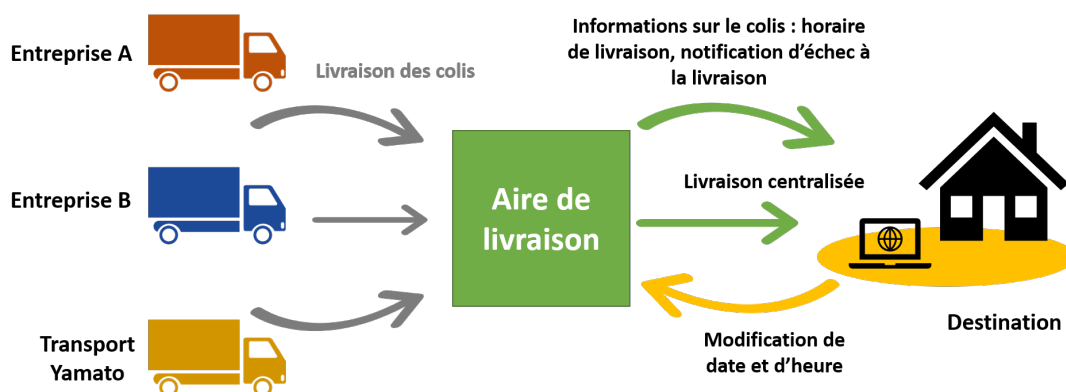 Entreprise A
Livraison des colis
Informations sur le colis : horaire
de livraison, notification d’échec à
la livraison
Entreprise B
Aire de
livraison
Livraison centralisée
Transport
Yamato
Modification de
date et d’heure
Destination